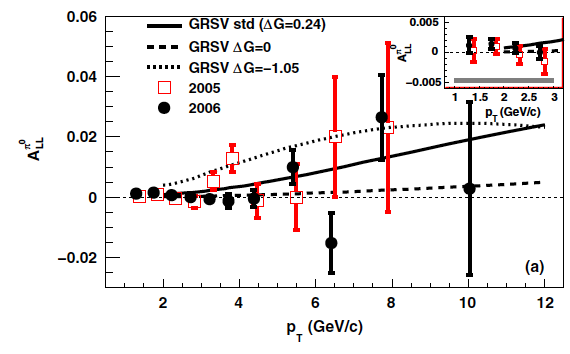 0.06
0.04
0.02
0
−0.02
A_LL^π0
GRSV std (ΔG=0.24)
GRSV ΔG=0
GRSV ΔG=−1.05
2005
2006
0.005
0
−0.005
A_LL^π0
1 1.5 2 2.5 3
p_T (GeV/c)
(a)
2 4 6 8 10 12
p_T (GeV/c)